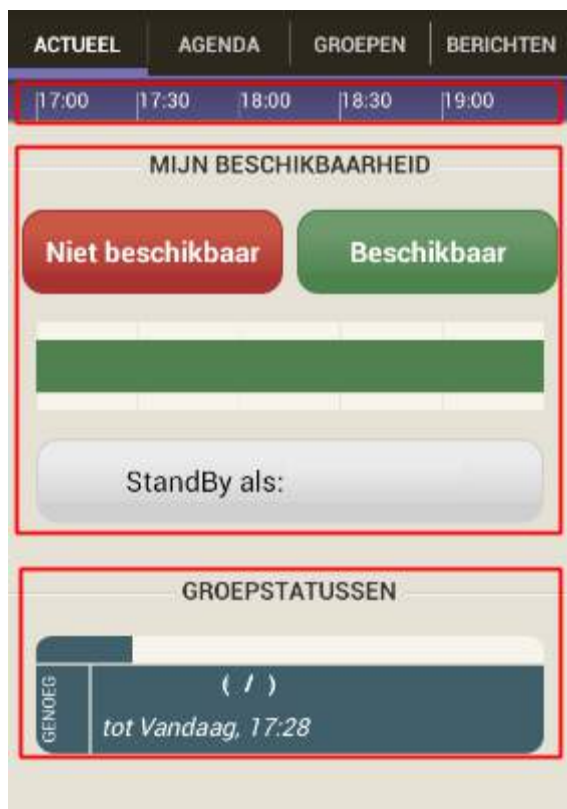 ACTUEEL AGENDA GROEPEN BERICHTEN
17:00 17:30 18:00 18:30 19:00
MIJN BESCHIKBAARHEID
Niet beschikbaar Beschikbaar
StandBy als:
GROEPSTATUSSEN
GENOEG
( / )
tot Vandaag, 17:28